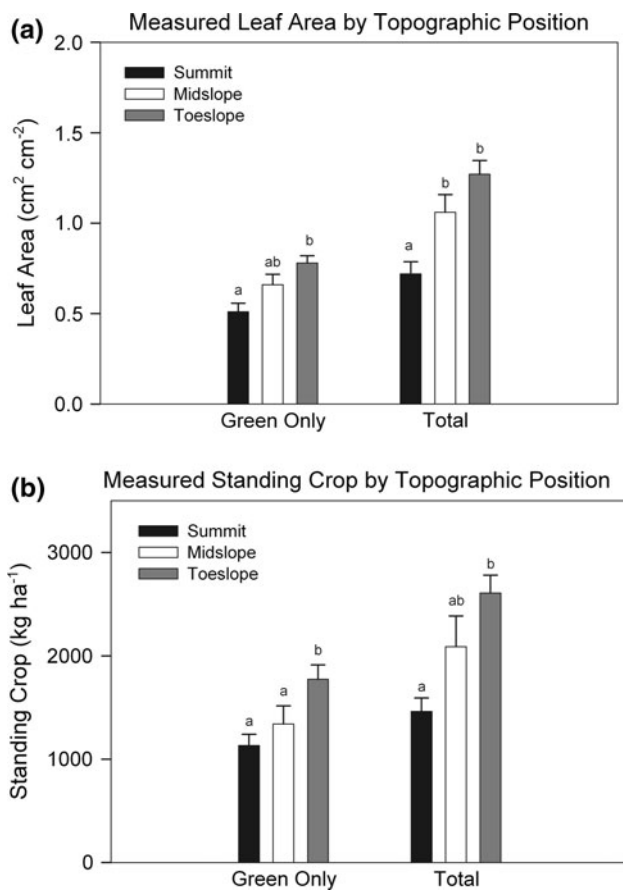 (a)
Measured Leaf Area by Topographic Position
2.0
1.5
1.0
0.5
0.0
Leaf Area (cm² cm⁻²)
Summit
Midslope
Toeslope
a
ab
b
a
b
b
Green Only
Total
(b)
Measured Standing Crop by Topographic Position
3000
2000
1000
0
Standing Crop (kg ha⁻¹)
Summit
Midslope
Toeslope
a
a
b
a
ab
b
Green Only
Total